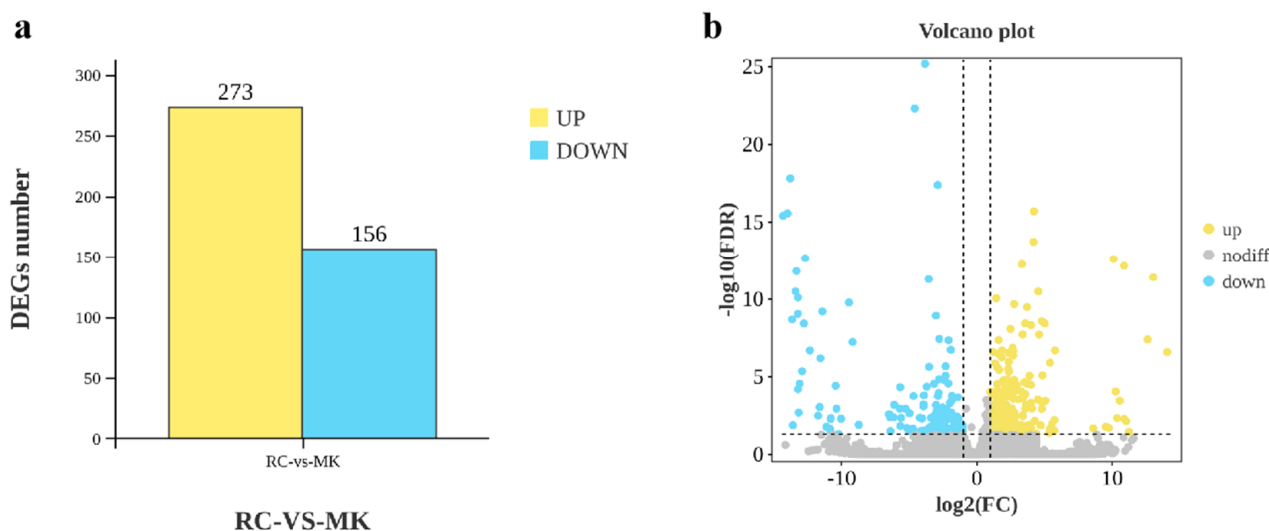 a
DEGs number
300
250
200
150
100
50
0
273
156
RC-vs-MK
RC-VS-MK
UP
DOWN
b
Volcano plot
-log10(FDR)
25
20
15
10
5
0
-10
0
10
log2(FC)
up
nodiff
down